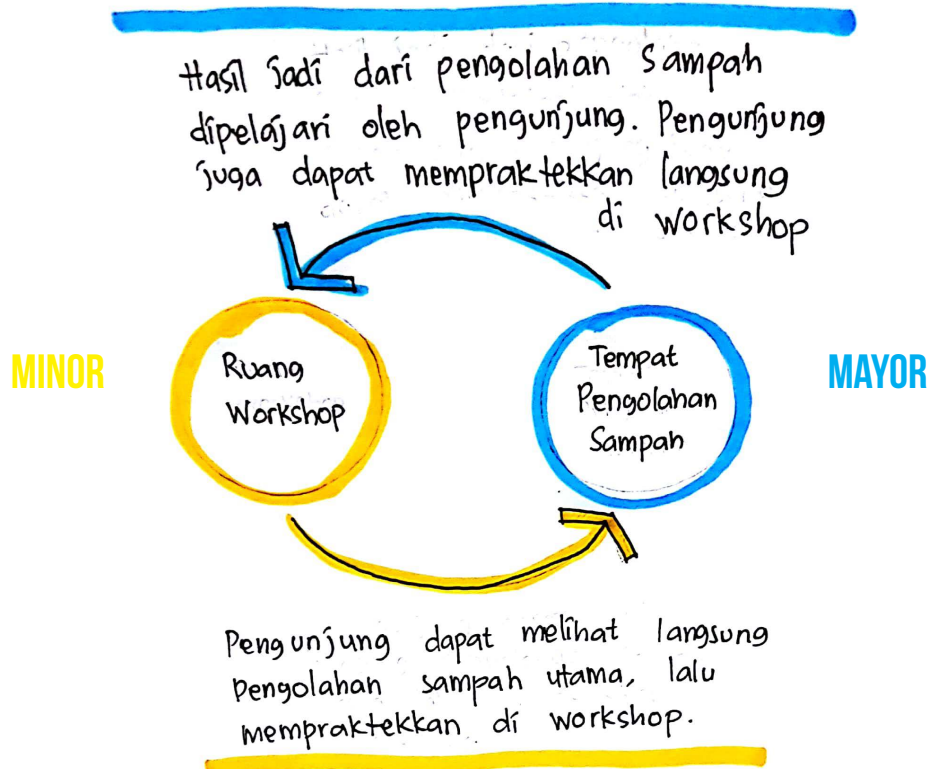 Hasil jadi dari pengolahan sampah
dipelajari oleh pengunjung. Pengunjung
juga dapat mempraktekkan langsung
di workshop
MINOR
Ruang
Workshop
Tempat
Pengolahan
Sampah
MAYOR
Pengunjung dapat melihat langsung
pengolahan sampah utama, lalu
mempraktekkan di workshop.